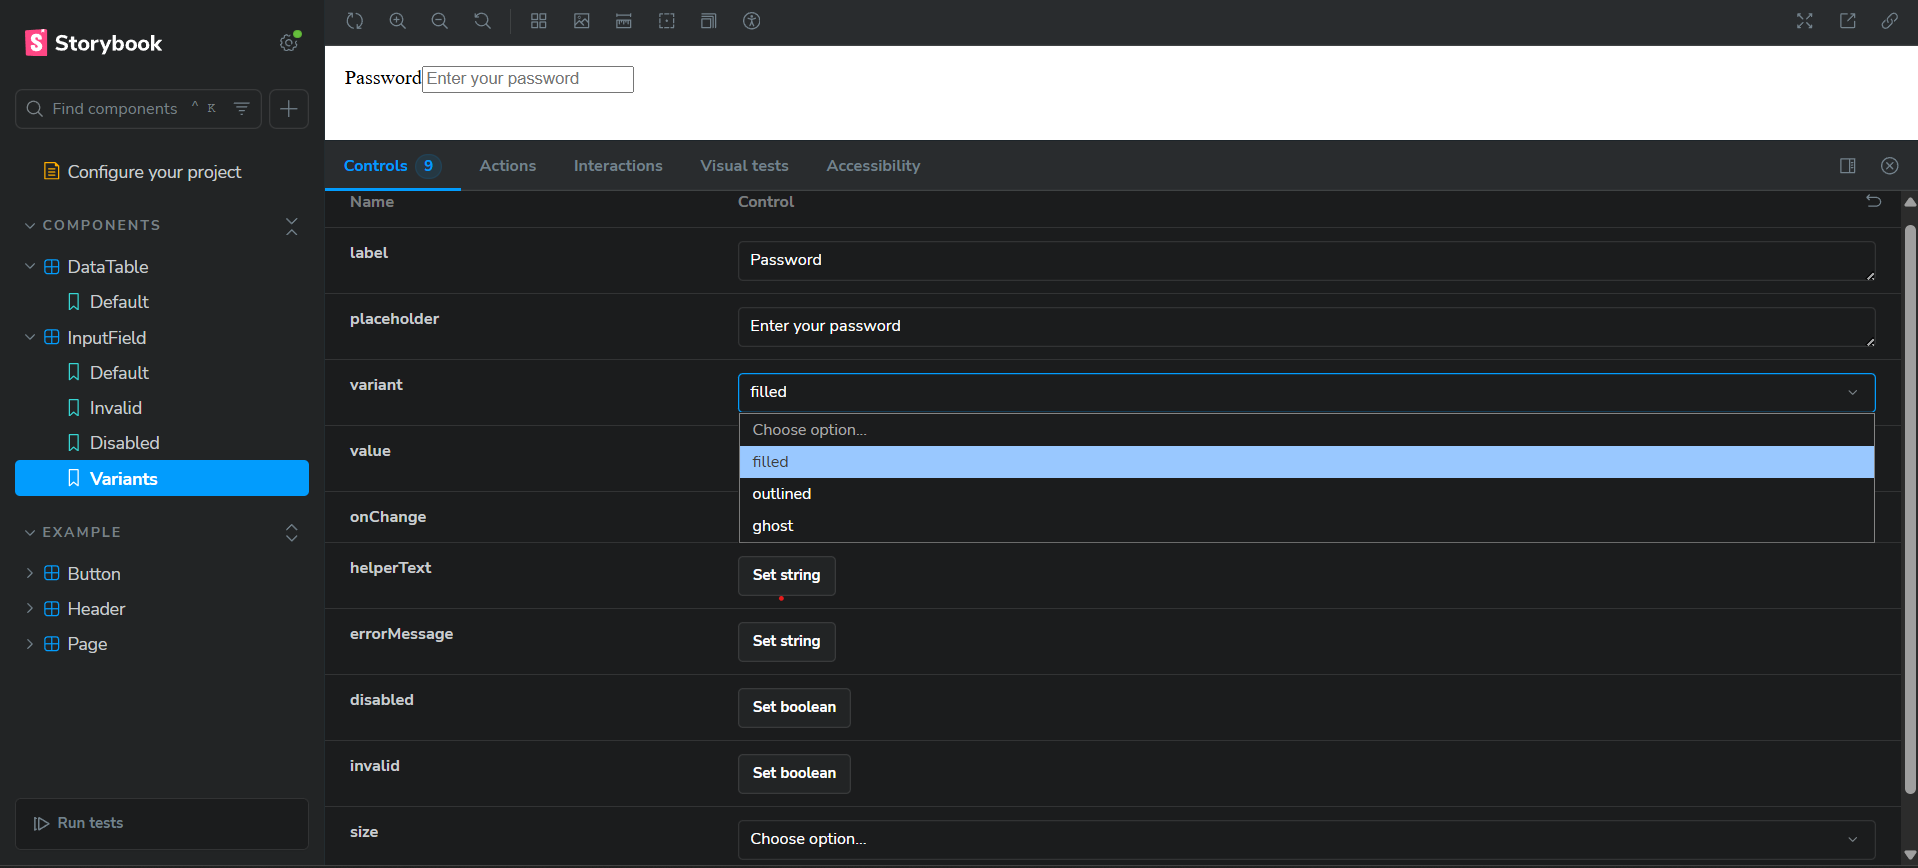 Storybook
Find components ^ K
Configure your project
COMPONENTS
DataTable
Default
InputField
Default
Invalid
Disabled
Variants
EXAMPLE
Button
Header
Page
Run tests
Password Enter your password
Controls 9 Actions Interactions Visual tests Accessibility
Name Control
label Password
placeholder Enter your password
variant filled
Choose option...
value filled
outlined
onChange ghost
helperText Set string
errorMessage Set string
disabled Set boolean
invalid Set boolean
size Choose option...